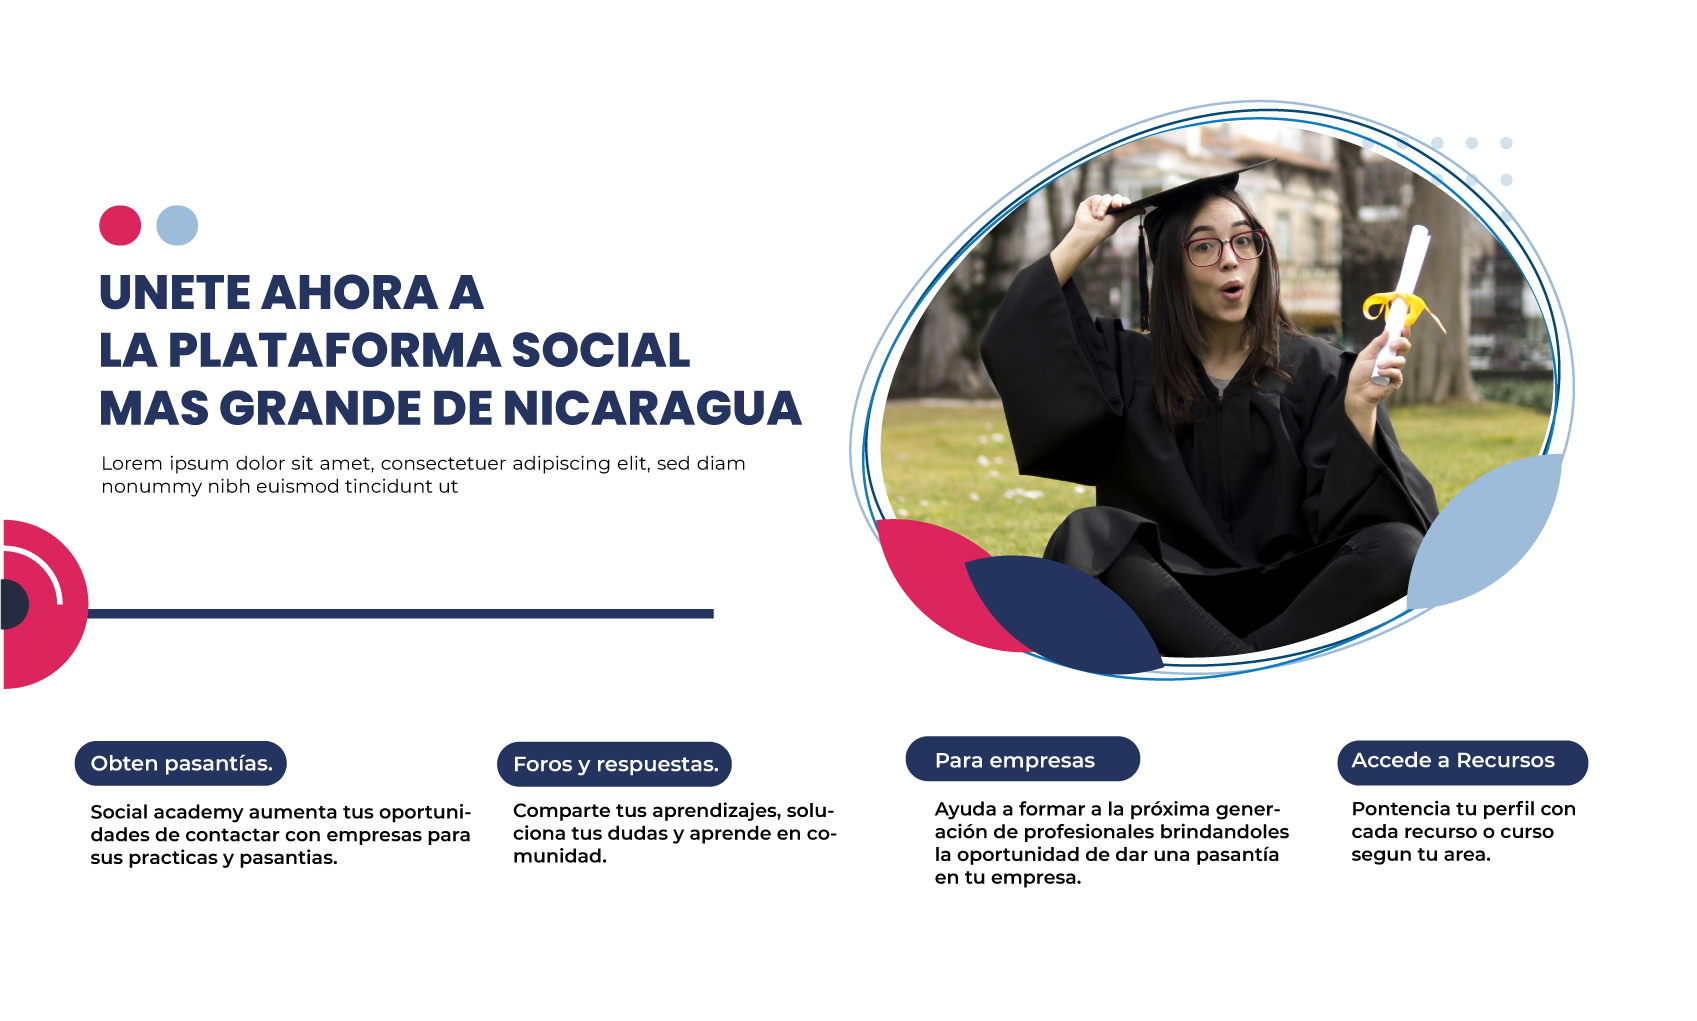 UNETE AHORA A
LA PLATAFORMA SOCIAL
MAS GRANDE DE NICARAGUA
Lorem ipsum dolor sit amet, consectetuer adipiscing elit, sed diam
nonummy nibh euismod tincidunt ut
Obten pasantías.
Social academy aumenta tus oportuni-
dades de contactar con empresas para
sus practicas y pasantias.
Foros y respuestas.
Comparte tus aprendizajes, solu-
ciona tus dudas y aprende en co-
munidad.
Para empresas
Ayuda a formar a la próxima gener-
ación de profesionales brindandoles
la oportunidad de dar una pasantía
en tu empresa.
Accede a Recursos
Pontencia tu perfil con
cada recurso o curso
segun tu area.